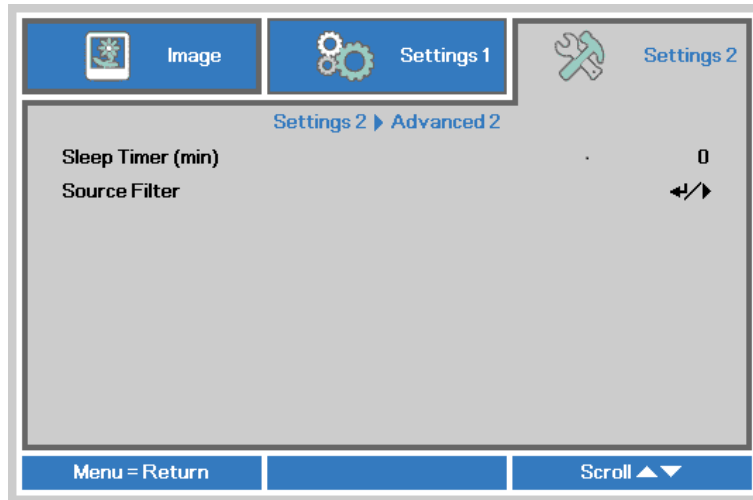 Image
Settings 1
Settings 2
Settings 2 ▶ Advanced 2
Sleep Timer (min) 0
Source Filter ↵/▶
Menu = Return
Scroll ▲▼